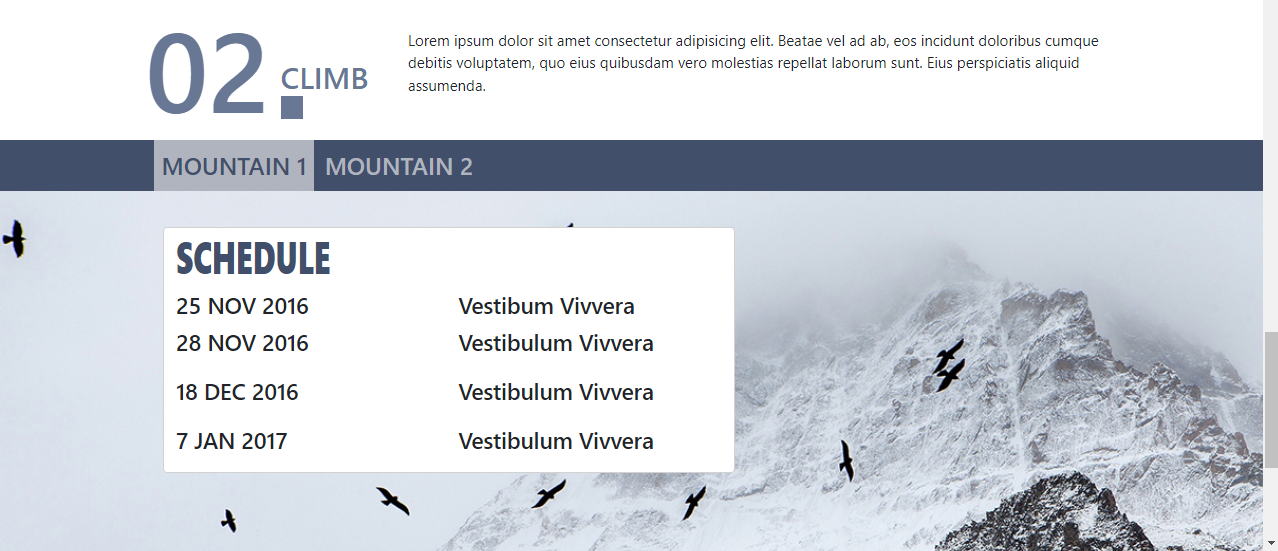 02 CLIMB
Lorem ipsum dolor sit amet consectetur adipisicing elit. Beatae vel ad ab, eos incidunt doloribus cumque
debitis voluptatem, quo eius quibusdam vero molestias repellat laborum sunt. Eius perspiciatis aliquid
assumenda.
MOUNTAIN 1 MOUNTAIN 2
SCHEDULE
25 NOV 2016 Vestibum Vivvera
28 NOV 2016 Vestibulum Vivvera
18 DEC 2016 Vestibulum Vivvera
7 JAN 2017 Vestibulum Vivvera